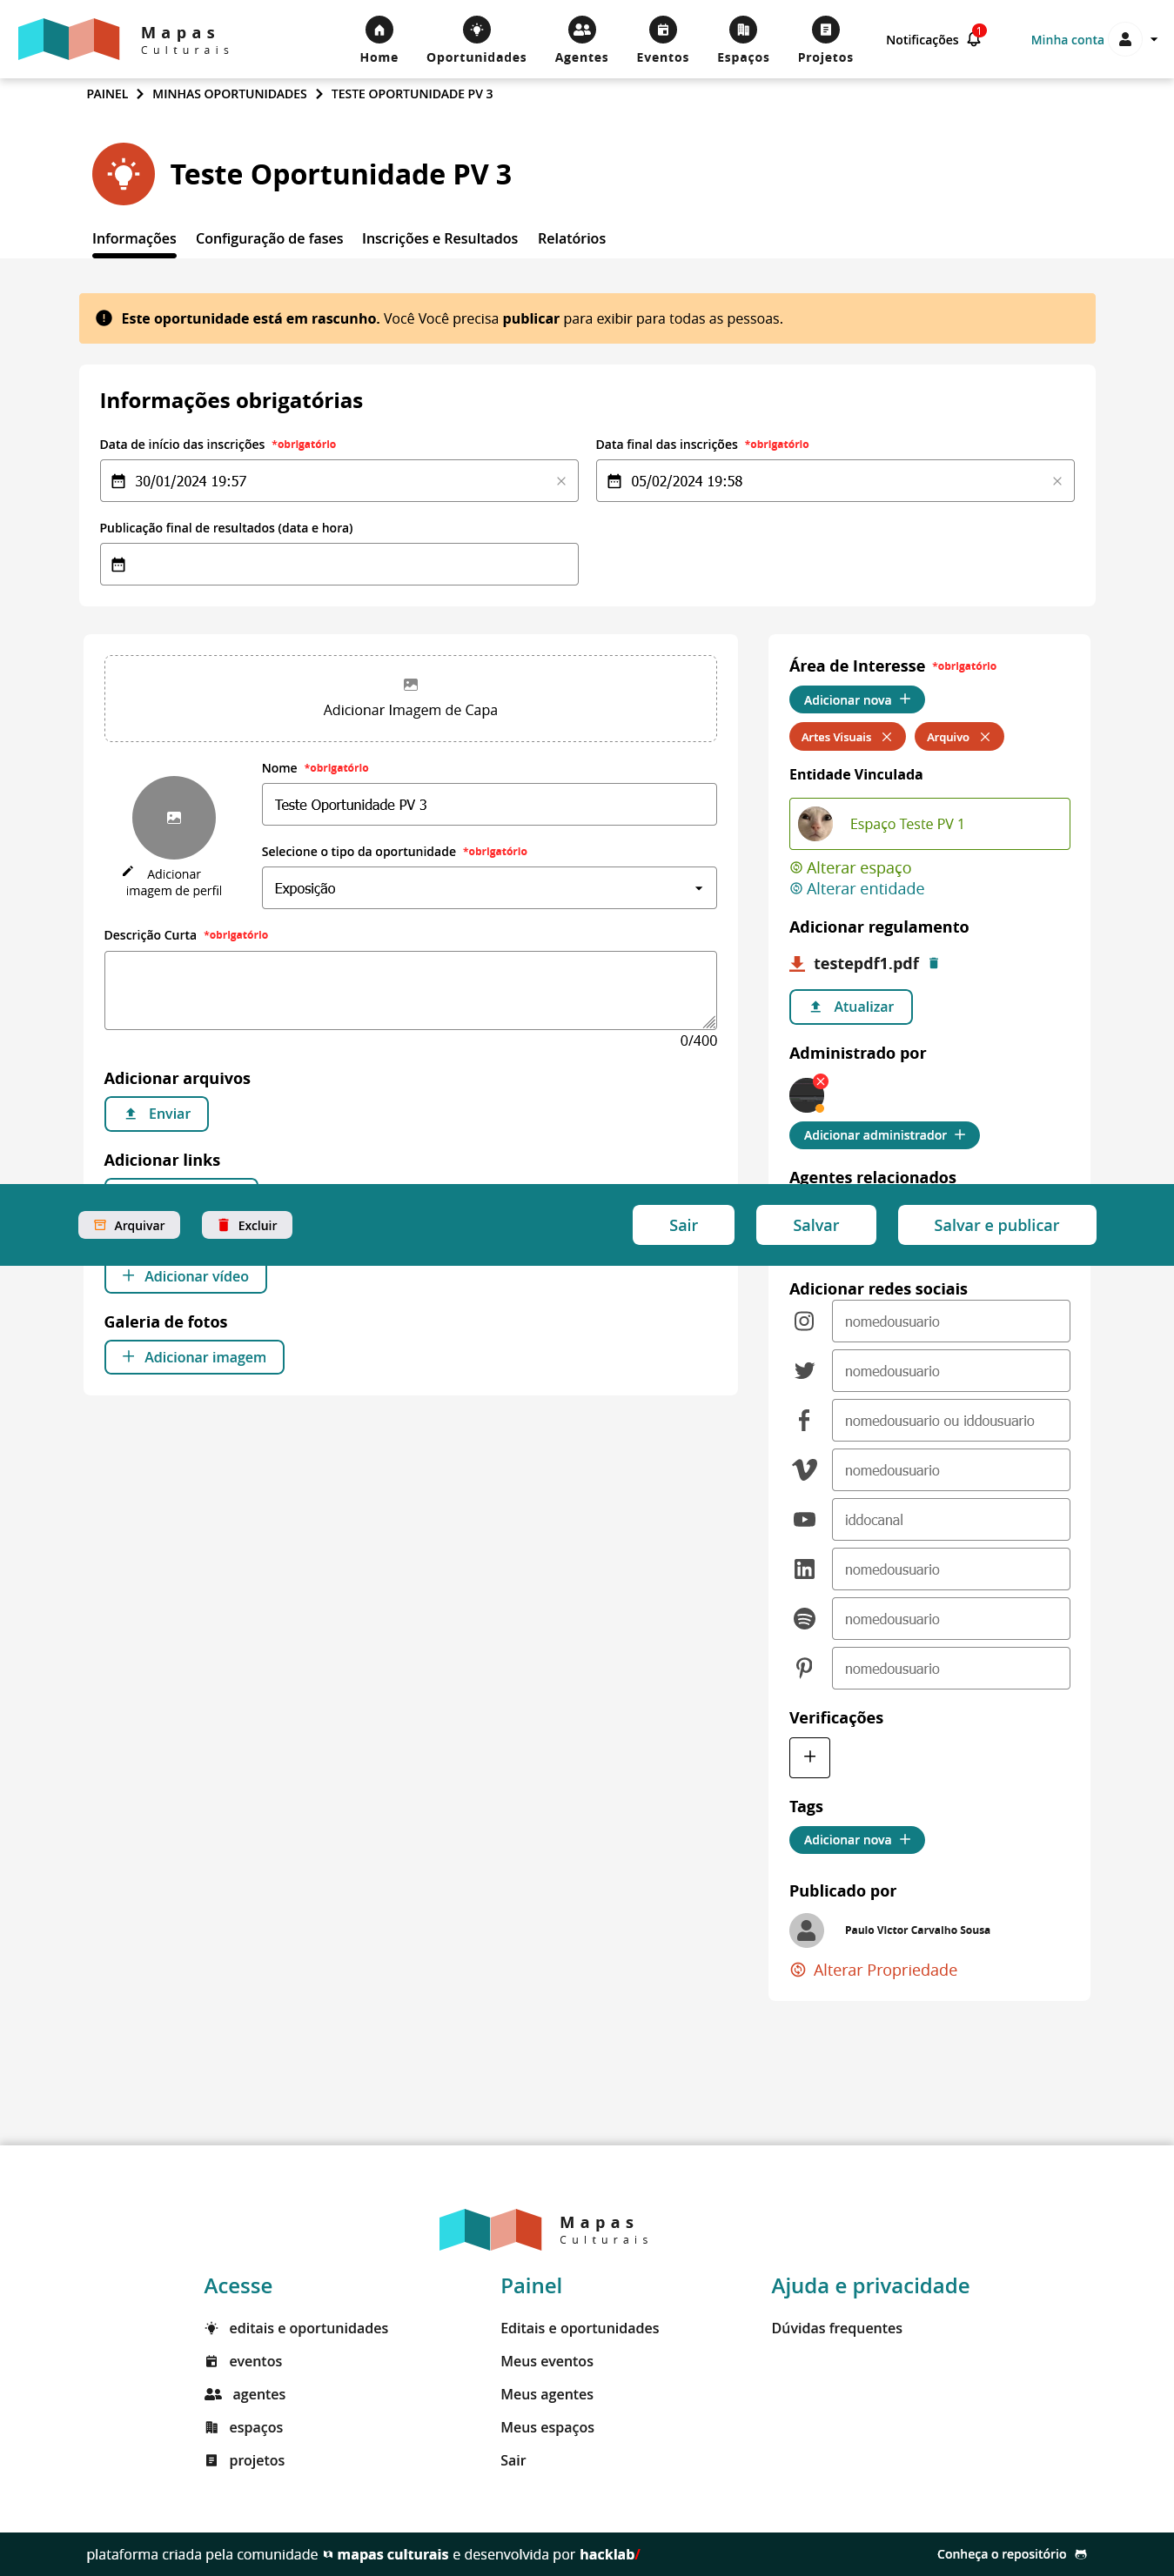 Mapas
Culturais
Home
Oportunidades
Agentes
Eventos
Espaços
Projetos
Notificações
1
Minha conta
PAINEL
MINHAS OPORTUNIDADES
TESTE OPORTUNIDADE PV 3
Teste Oportunidade PV 3
Informações
Configuração de fases
Inscrições e Resultados
Relatórios
Este oportunidade está em rascunho. Você Você precisa publicar para exibir para todas as pessoas.
Informações obrigatórias
Data de início das inscrições *obrigatório
30/01/2024 19:57
Data final das inscrições *obrigatório
05/02/2024 19:58
Publicação final de resultados (data e hora)
Adicionar Imagem de Capa
Adicionar
imagem de perfil
Nome *obrigatório
Teste Oportunidade PV 3
Selecione o tipo da oportunidade *obrigatório
Exposição
Descrição Curta *obrigatório
0/400
Adicionar arquivos
Enviar
Adicionar links
Área de Interesse *obrigatório
Adicionar nova
Artes Visuais
Arquivo
Entidade Vinculada
Espaço Teste PV 1
Alterar espaço
Alterar entidade
Adicionar regulamento
testepdf1.pdf
Atualizar
Administrado por
Adicionar administrador
Agentes relacionados
Arquivar
Excluir
Sair
Salvar
Salvar e publicar
Adicionar vídeo
Galeria de fotos
Adicionar imagem
Adicionar redes sociais
nomedousuario
nomedousuario
nomedousuario ou iddousuario
nomedousuario
iddocanal
nomedousuario
nomedousuario
nomedousuario
Verificações
Tags
Adicionar nova
Publicado por
Paulo VIctor Carvalho Sousa
Alterar Propriedade
Mapas
Culturais
Acesse
editais e oportunidades
eventos
agentes
espaços
projetos
Painel
Editais e oportunidades
Meus eventos
Meus agentes
Meus espaços
Sair
Ajuda e privacidade
Dúvidas frequentes
plataforma criada pela comunidade mapas culturais e desenvolvida por hacklab/
Conheça o repositório